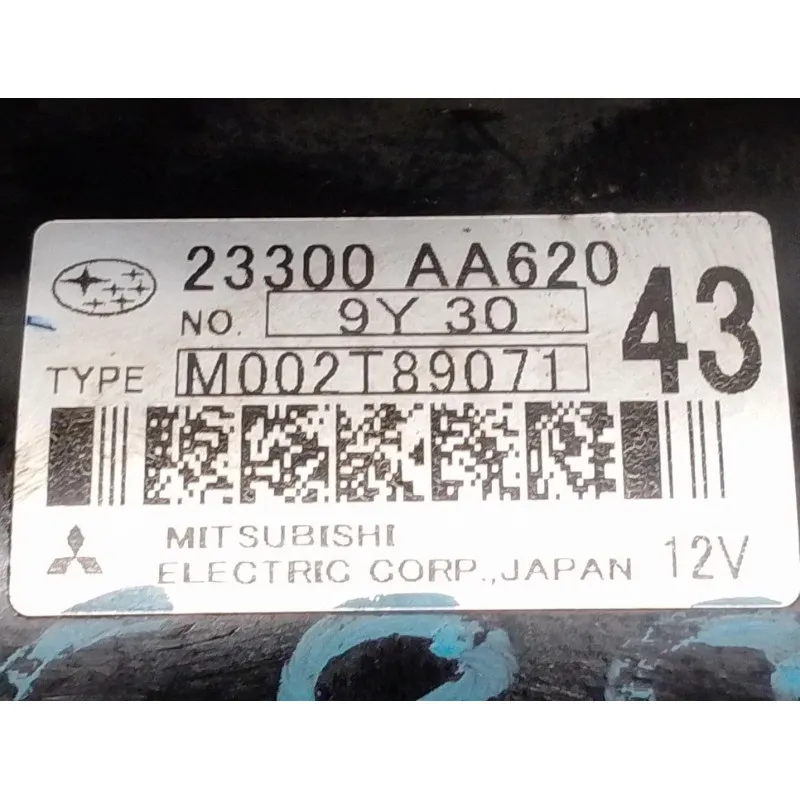 23300 AA620
NO. 9Y 30
43
TYPE M002T89071
MITSUBISHI
ELECTRIC CORP., JAPAN 12V